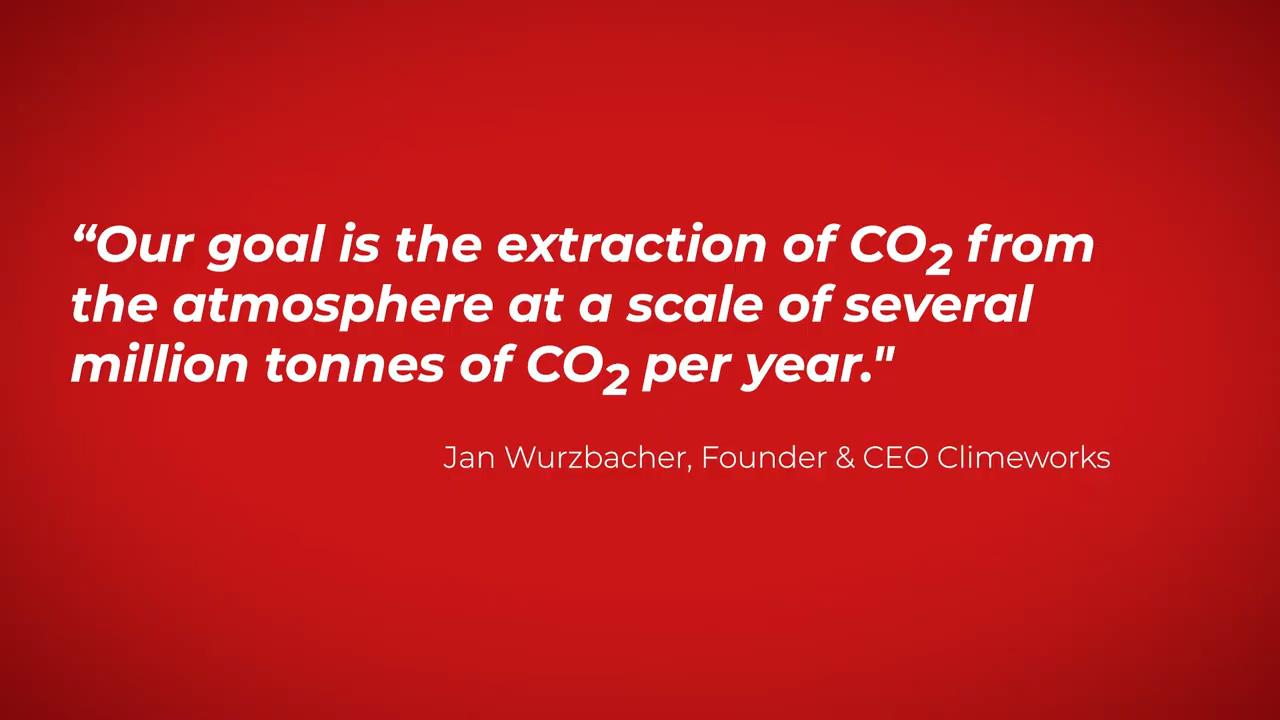 “Our goal is the extraction of CO₂ from
the atmosphere at a scale of several
million tonnes of CO₂ per year."
Jan Wurzbacher, Founder & CEO Climeworks